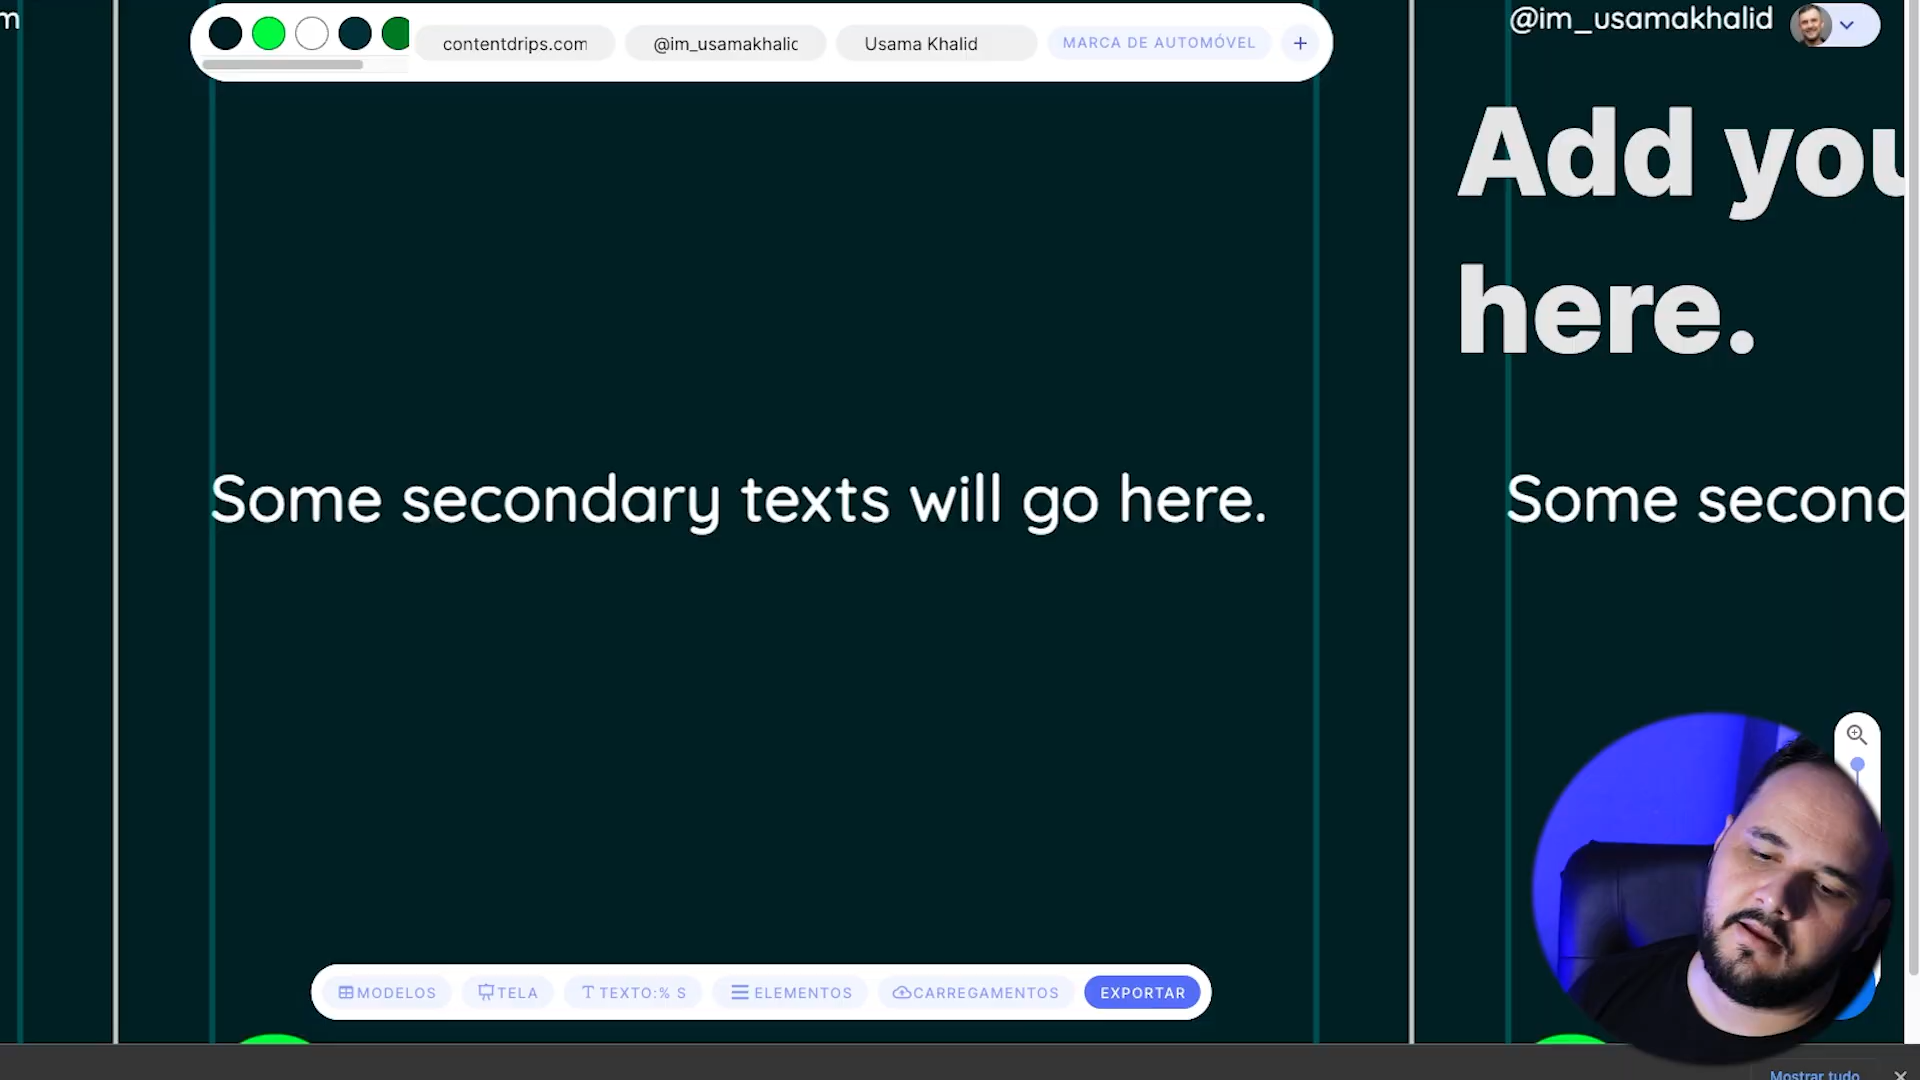 m
contentdrips.com
@im_usamakhalic
Usama Khalid
MARCA DE AUTOMÓVEL
+
@im_usamakhalid
Add you
here.
Some secondary texts will go here.
Some second
MODELOS
TELA
TEXTO:% S
ELEMENTOS
CARREGAMENTOS
EXPORTAR
Mostrar tudo